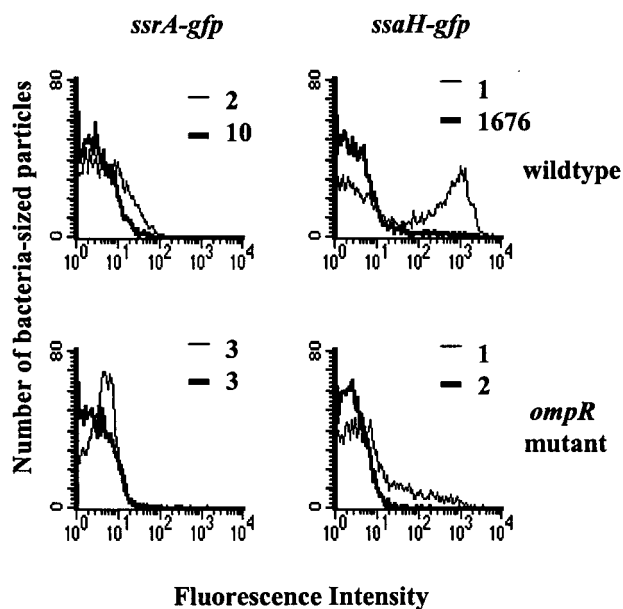 ssrA-gfp
ssaH-gfp
Number of bacteria-sized particles
80
0
2
10
10^0 10^1 10^2 10^3 10^4
80
0
1
1676
10^0 10^1 10^2 10^3 10^4
wildtype
80
0
3
3
10^0 10^1 10^2 10^3 10^4
80
0
1
2
10^0 10^1 10^2 10^3 10^4
ompR
mutant
Fluorescence Intensity